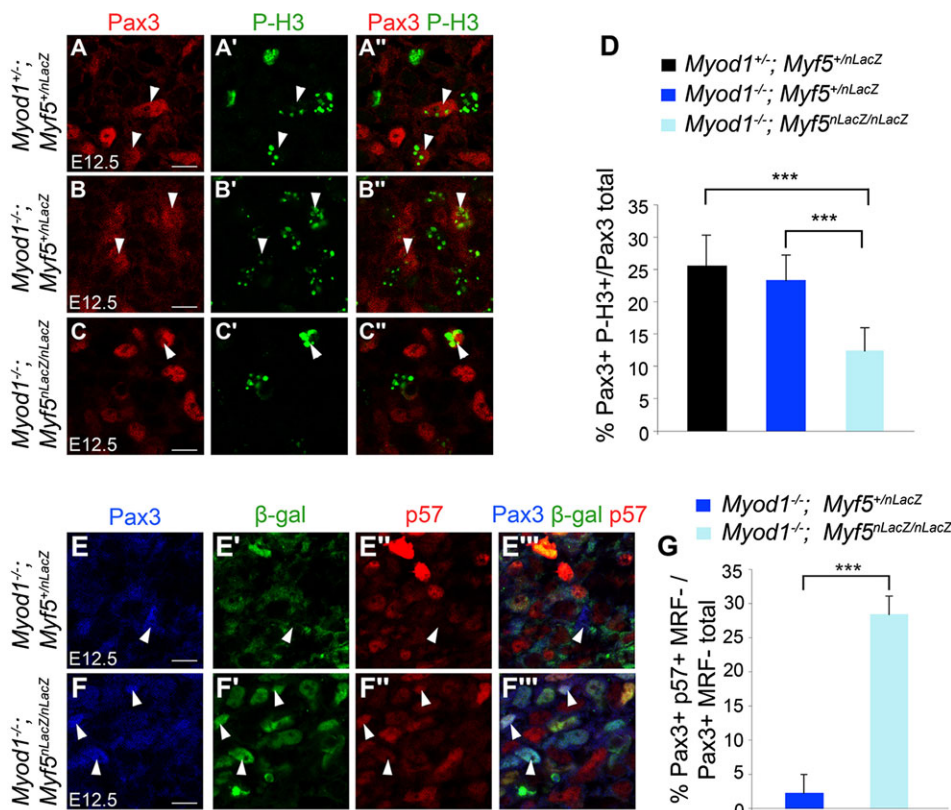 Pax3 P-H3 Pax3 P-H3
Myod1+/-;
Myf5+/nLacZ
A A' A"
E12.5
Myod1-/-;
Myf5+/nLacZ
B B' B"
E12.5
Myod1-/-;
Myf5nLacZ/nLacZ
C C' C"
E12.5
D
Myod1+/-; Myf5+/nLacZ
Myod1-/-; Myf5+/nLacZ
Myod1-/-; Myf5nLacZ/nLacZ
% Pax3+ P-H3+/Pax3 total
***
***
35
30
25
20
15
10
5
0
Pax3 β-gal p57 Pax3 β-gal p57
Myod1-/-;
Myf5+/nLacZ
E E' E" E'"
E12.5
Myod1-/-;
Myf5nLacZ/nLacZ
F F' F" F'"
E12.5
Myod1-/-; Myf5+/nLacZ
Myod1-/-; Myf5nLacZ/nLacZ
G
% Pax3+ p57+ MRF- /
Pax3+ MRF- total
***
35
30
25
20
15
10
5
0